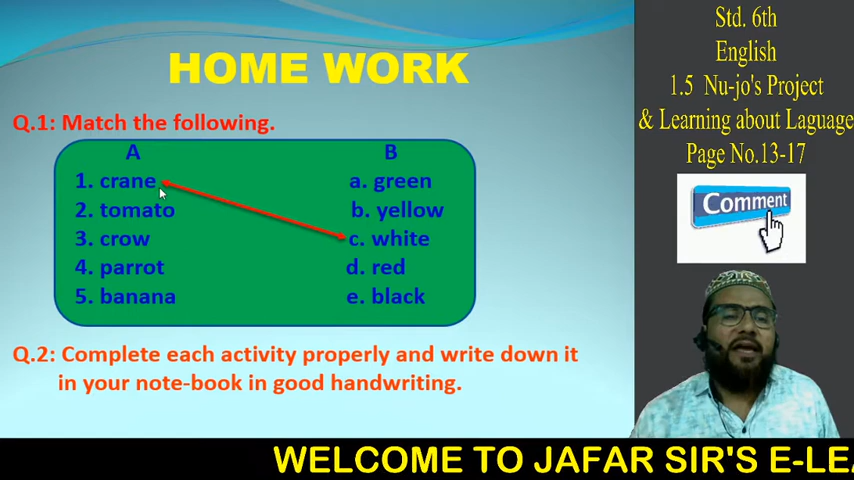 HOME WORK
Q.1: Match the following.
A B
1. crane a. green
2. tomato b. yellow
3. crow c. white
4. parrot d. red
5. banana e. black
Q.2: Complete each activity properly and write down it
in your note-book in good handwriting.
Std. 6th
English
1.5 Nu-jo's Project
& Learning about Laguage
Page No.13-17
Comment
WELCOME TO JAFAR SIR'S E-LEA